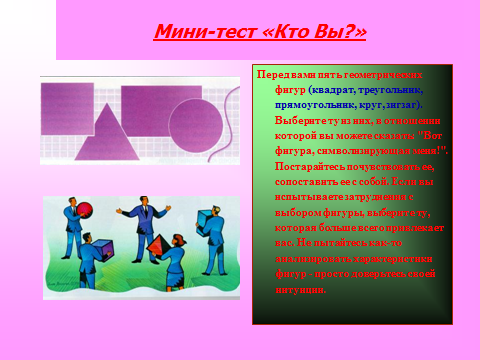 Мини-тест «Кто Вы?»
Перед вами пять геометрических
фигур (квадрат, треугольник,
прямоугольник, круг, зигзаг).
Выберите ту из них, в отношении
которой вы можете сказать: "Вот
фигура, символизирующая меня!".
Постарайтесь почувствовать ее,
сопоставить ее с собой. Если вы
испытываете затруднения с
выбором фигуры, выберите ту,
которая больше всего привлекает
вас. Не пытайтесь как-то
анализировать характеристики
фигур - просто доверьтесь своей
интуиции.